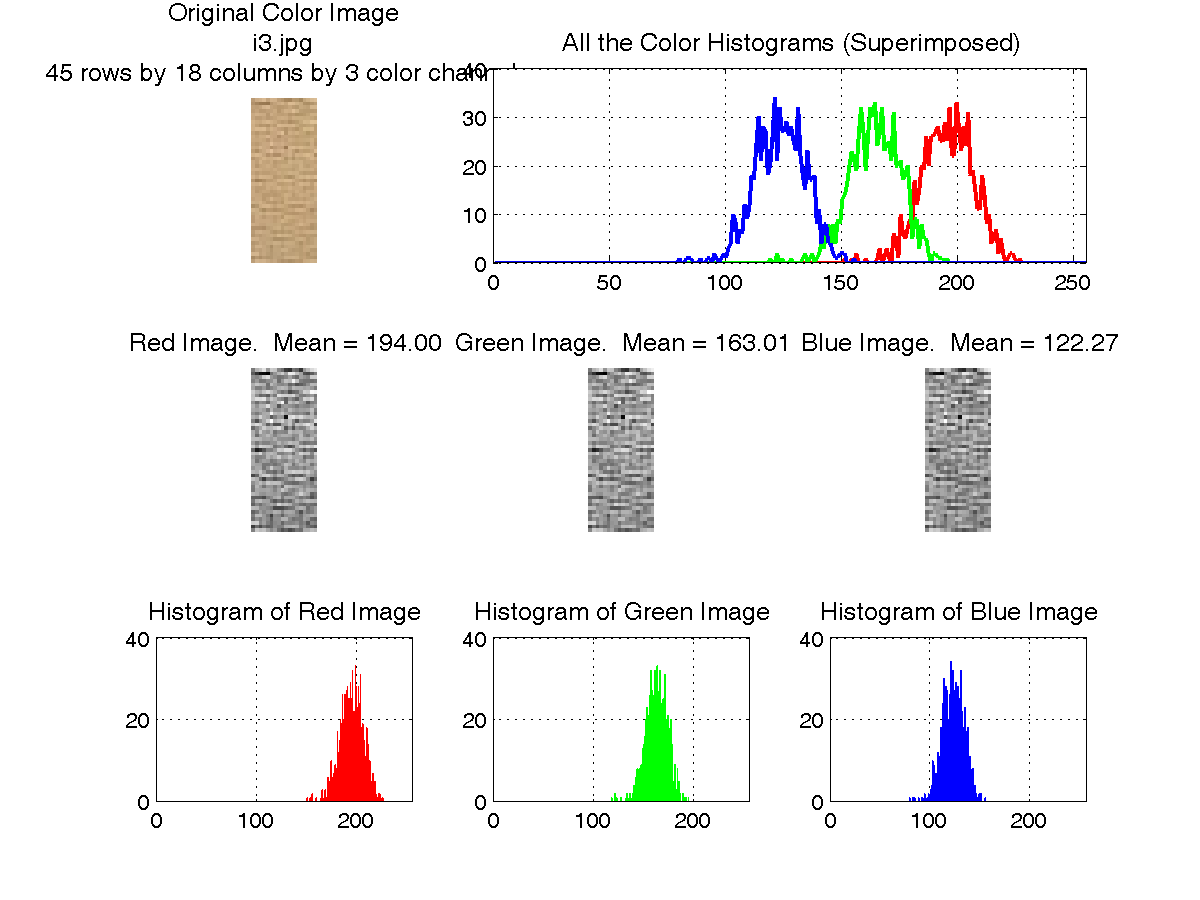 Original Color Image
i3.jpg
45 rows by 18 columns by 3 color
All the Color Histograms (Superimposed)
40
30
20
10
0
0 50 100 150 200 250
Red Image.  Mean = 194.00
Green Image.  Mean = 163.01
Blue Image.  Mean = 122.27
Histogram of Red Image
40
20
0
0 100 200
Histogram of Green Image
40
20
0
0 100 200
Histogram of Blue Image
40
20
0
0 100 200